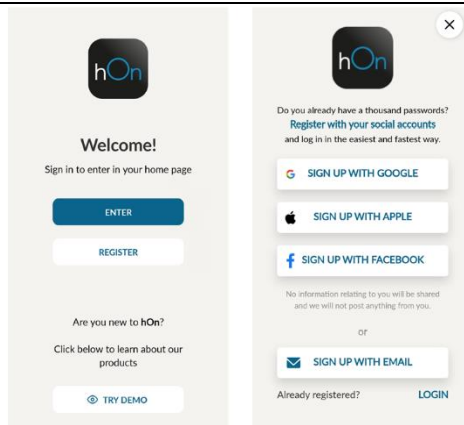 hOn
Welcome!
Sign in to enter in your home page
ENTER
REGISTER
Are you new to hOn?
Click below to learn about our
products
TRY DEMO
hOn
Do you already have a thousand passwords?
Register with your social accounts
and log in in the easiest and fastest way.
SIGN UP WITH GOOGLE
SIGN UP WITH APPLE
SIGN UP WITH FACEBOOK
No information relating to you will be shared
and we will not post anything from you.
or
SIGN UP WITH EMAIL
Already registered? LOGIN